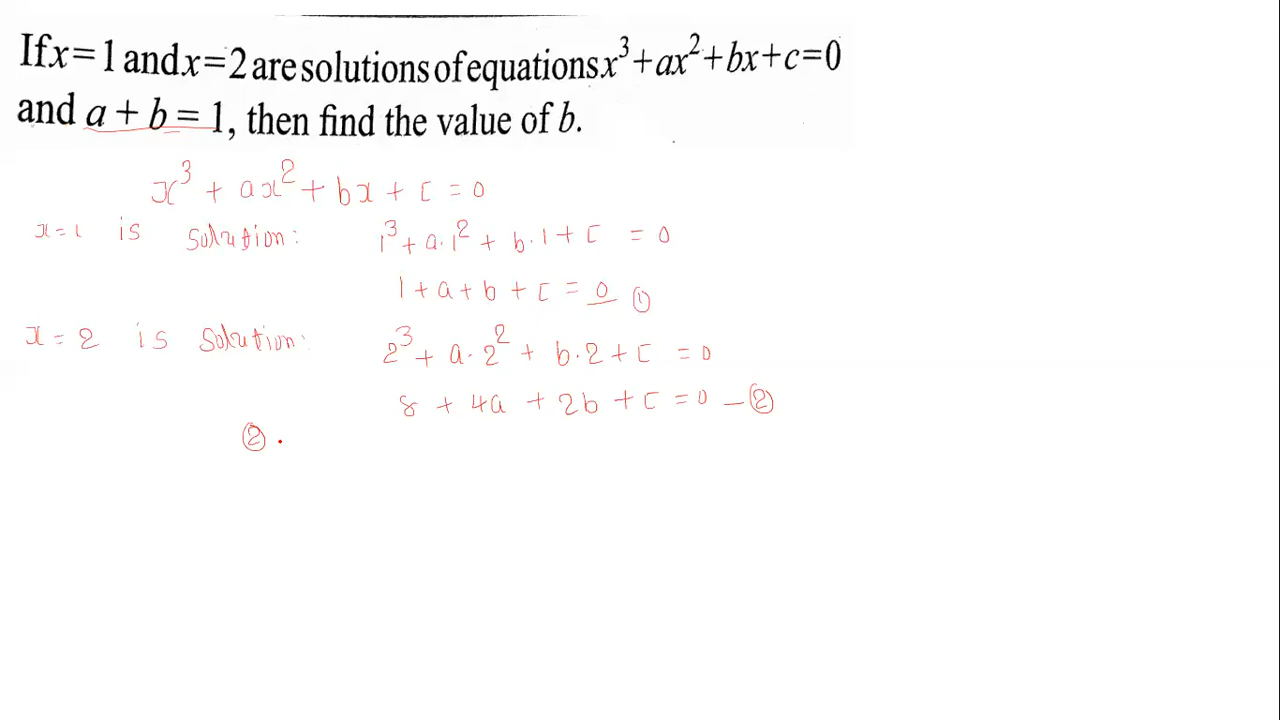 If x=1 and x=2 are solutions of equations x³+ax²+bx+c=0
and a + b = 1, then find the value of b.
x³ + ax² + bx + c = 0
x=1 is solution: 1³ + a·1² + b·1 + c = 0
1 + a + b + c = 0 ①
x = 2 is solution: 2³ + a·2² + b·2 + c = 0
8 + 4a + 2b + c = 0 — ②
② ·